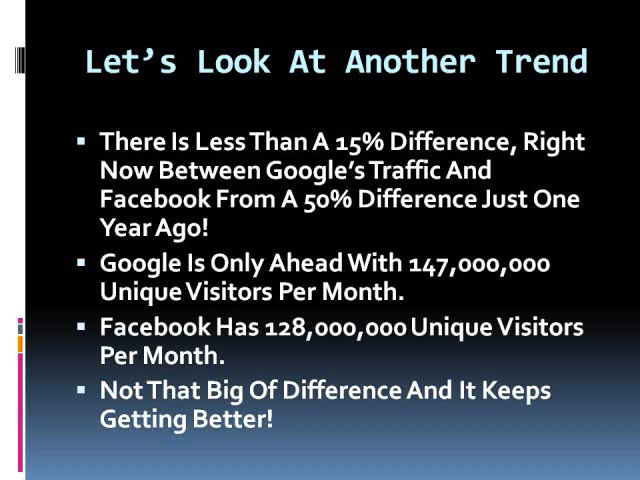 Let’s Look At Another Trend
▪ There Is Less Than A 15% Difference, Right
Now Between Google’s Traffic And
Facebook From A 50% Difference Just One
Year Ago!
▪ Google Is Only Ahead With 147,000,000
Unique Visitors Per Month.
▪ Facebook Has 128,000,000 Unique Visitors
Per Month.
▪ Not That Big Of Difference And It Keeps
Getting Better!